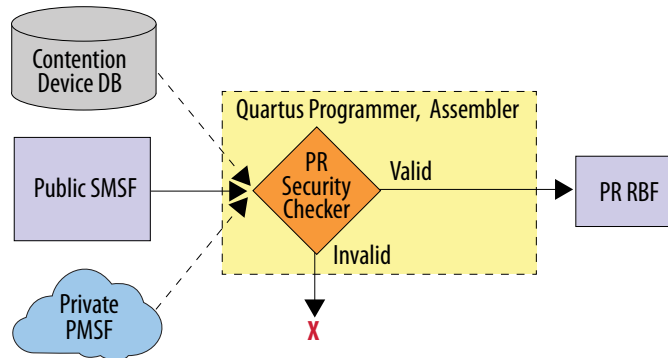 Contention
Device DB
Quartus Programmer, Assembler
Public SMSF
PR
Security
Checker
Valid
PR RBF
Invalid
Private
PMSF
X